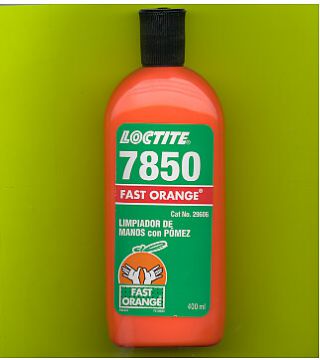 LOCTITE®
7850
FAST ORANGE®
Cat No. 29606
LIMPIADOR DE
MANOS con PÓMEZ
FAST
ORANGE
400 ml